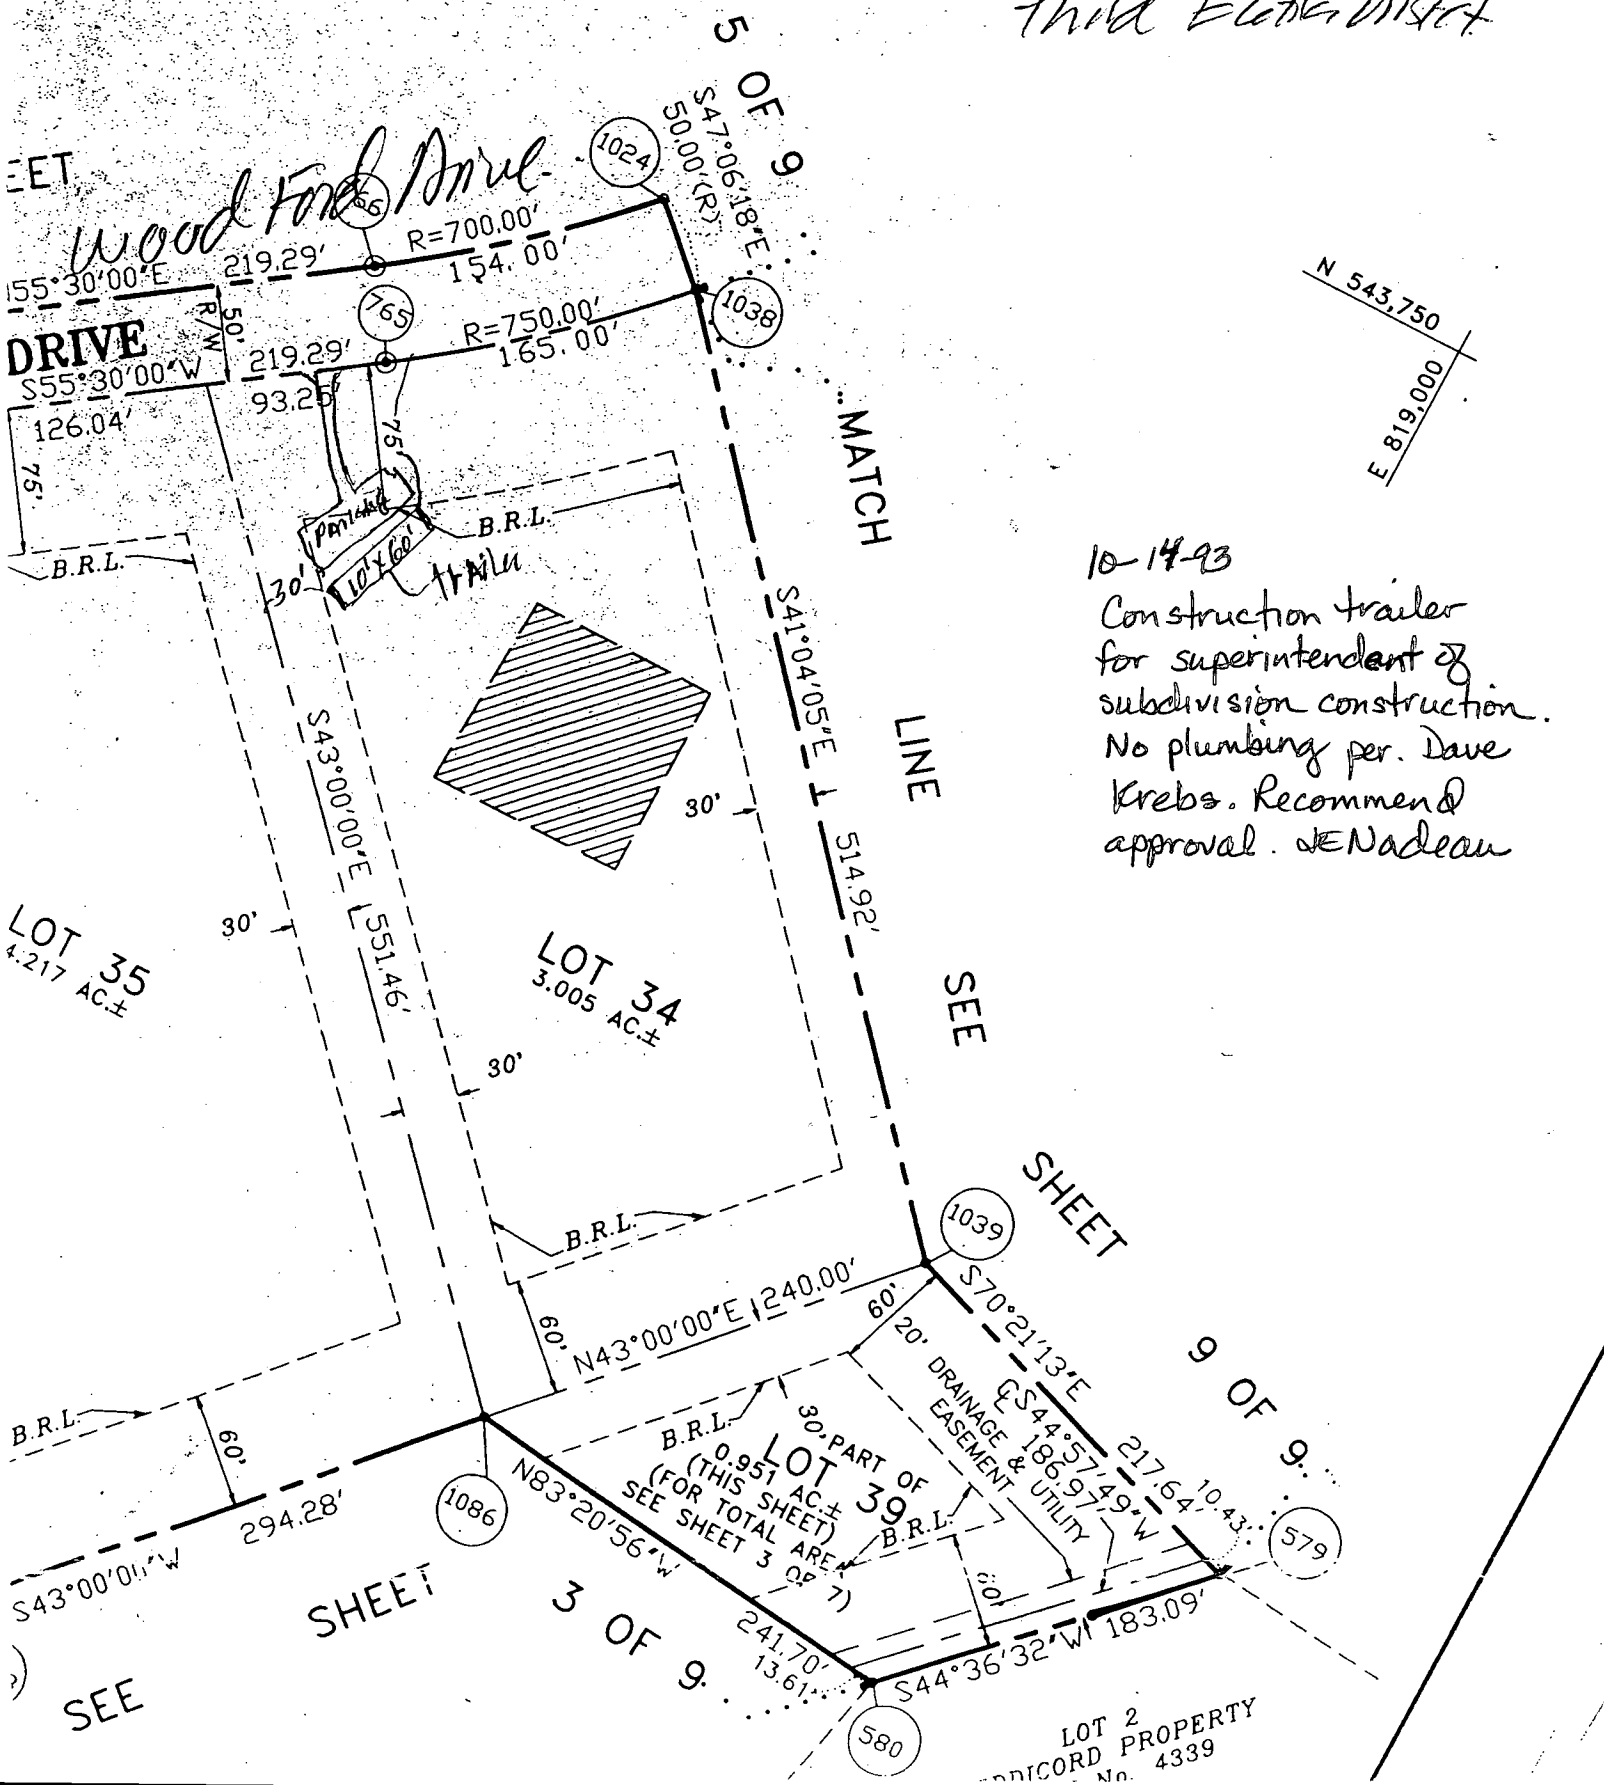 Third Election District
5 OF 9
S47°06'18"E
50.00'(R)
1024
EET
Wood Ford Drive
766
R=700.00'
154.00'
219.29'
55°30'00"E
50'
R/W
765
1038
R=750.00'
165.00'
DRIVE
219.29'
S55°30'00"W
93.25'
126.04'
75'
75'
N 543,750
E 819,000
MATCH
LINE
SEE
SHEET
9 OF 9
PARKING
10'x60'
trailer
30'
B.R.L.
B.R.L.
10-14-93
Construction trailer
for superintendent of
subdivision construction.
No plumbing per. Dave
Krebs. Recommend
approval. JENadeau
S41°04'05"E
514.92'
S43°00'00"E
551.46'
30'
30'
30'
LOT 35
4.217 AC.±
LOT 34
3.005 AC.±
B.R.L.
1039
N43°00'00"E
240.00'
60'
60'
S70°21'13"E
217.64'
20' DRAINAGE & UTILITY
EASEMENT
℄ S44°57'49"W
186.97'
10.43'
579
B.R.L.
60'
294.28'
S43°00'00"W
1086
B.R.L.
30'
PART OF
LOT 39
0.951 AC.±
(THIS SHEET)
(FOR TOTAL AREA
SEE SHEET 3 OF 7)
B.R.L.
60'
N83°20'56"W
241.70'
13.61'
S44°36'32"W
183.09'
580
SEE
SHEET
3 OF 9
LOT 2
DDICORD PROPERTY
No. 4339